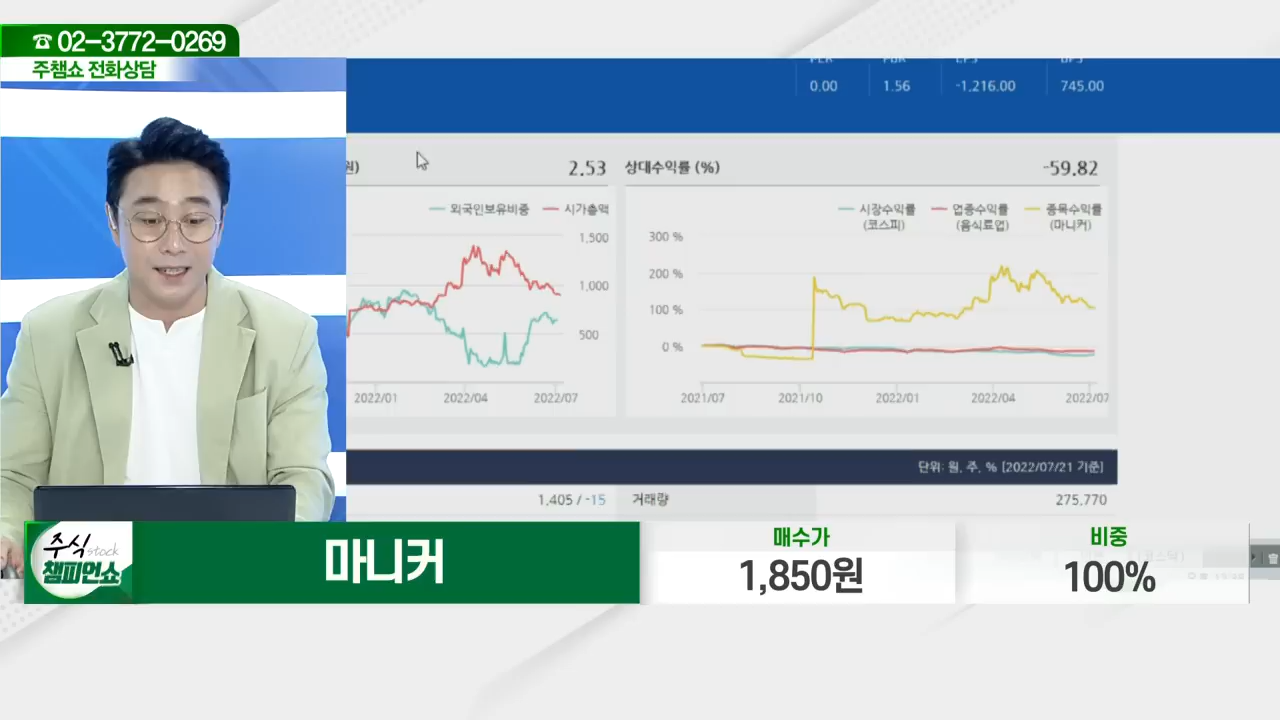 ☎ 02-3772-0269
주챔쇼 전화상담
PER PBR EPS BPS
0.00 1.56 -1,216.00 745.00
원) 2.53
외국인보유비중 시가총액
1,500
1,000
500
2022/01 2022/04 2022/07
상대수익률 (%) -59.82
시장수익률 업종수익률 종목수익률
(코스피) (음식료업) (마니커)
300 %
200 %
100 %
0 %
2021/07 2021/10 2022/01 2022/04 2022/07
단위: 원, 주, % [2022/07/21 기준]
1,405 / -15 거래량 275,770
주식 stock
챔피언쇼
마니커
매수가
1,850원
비중
100%